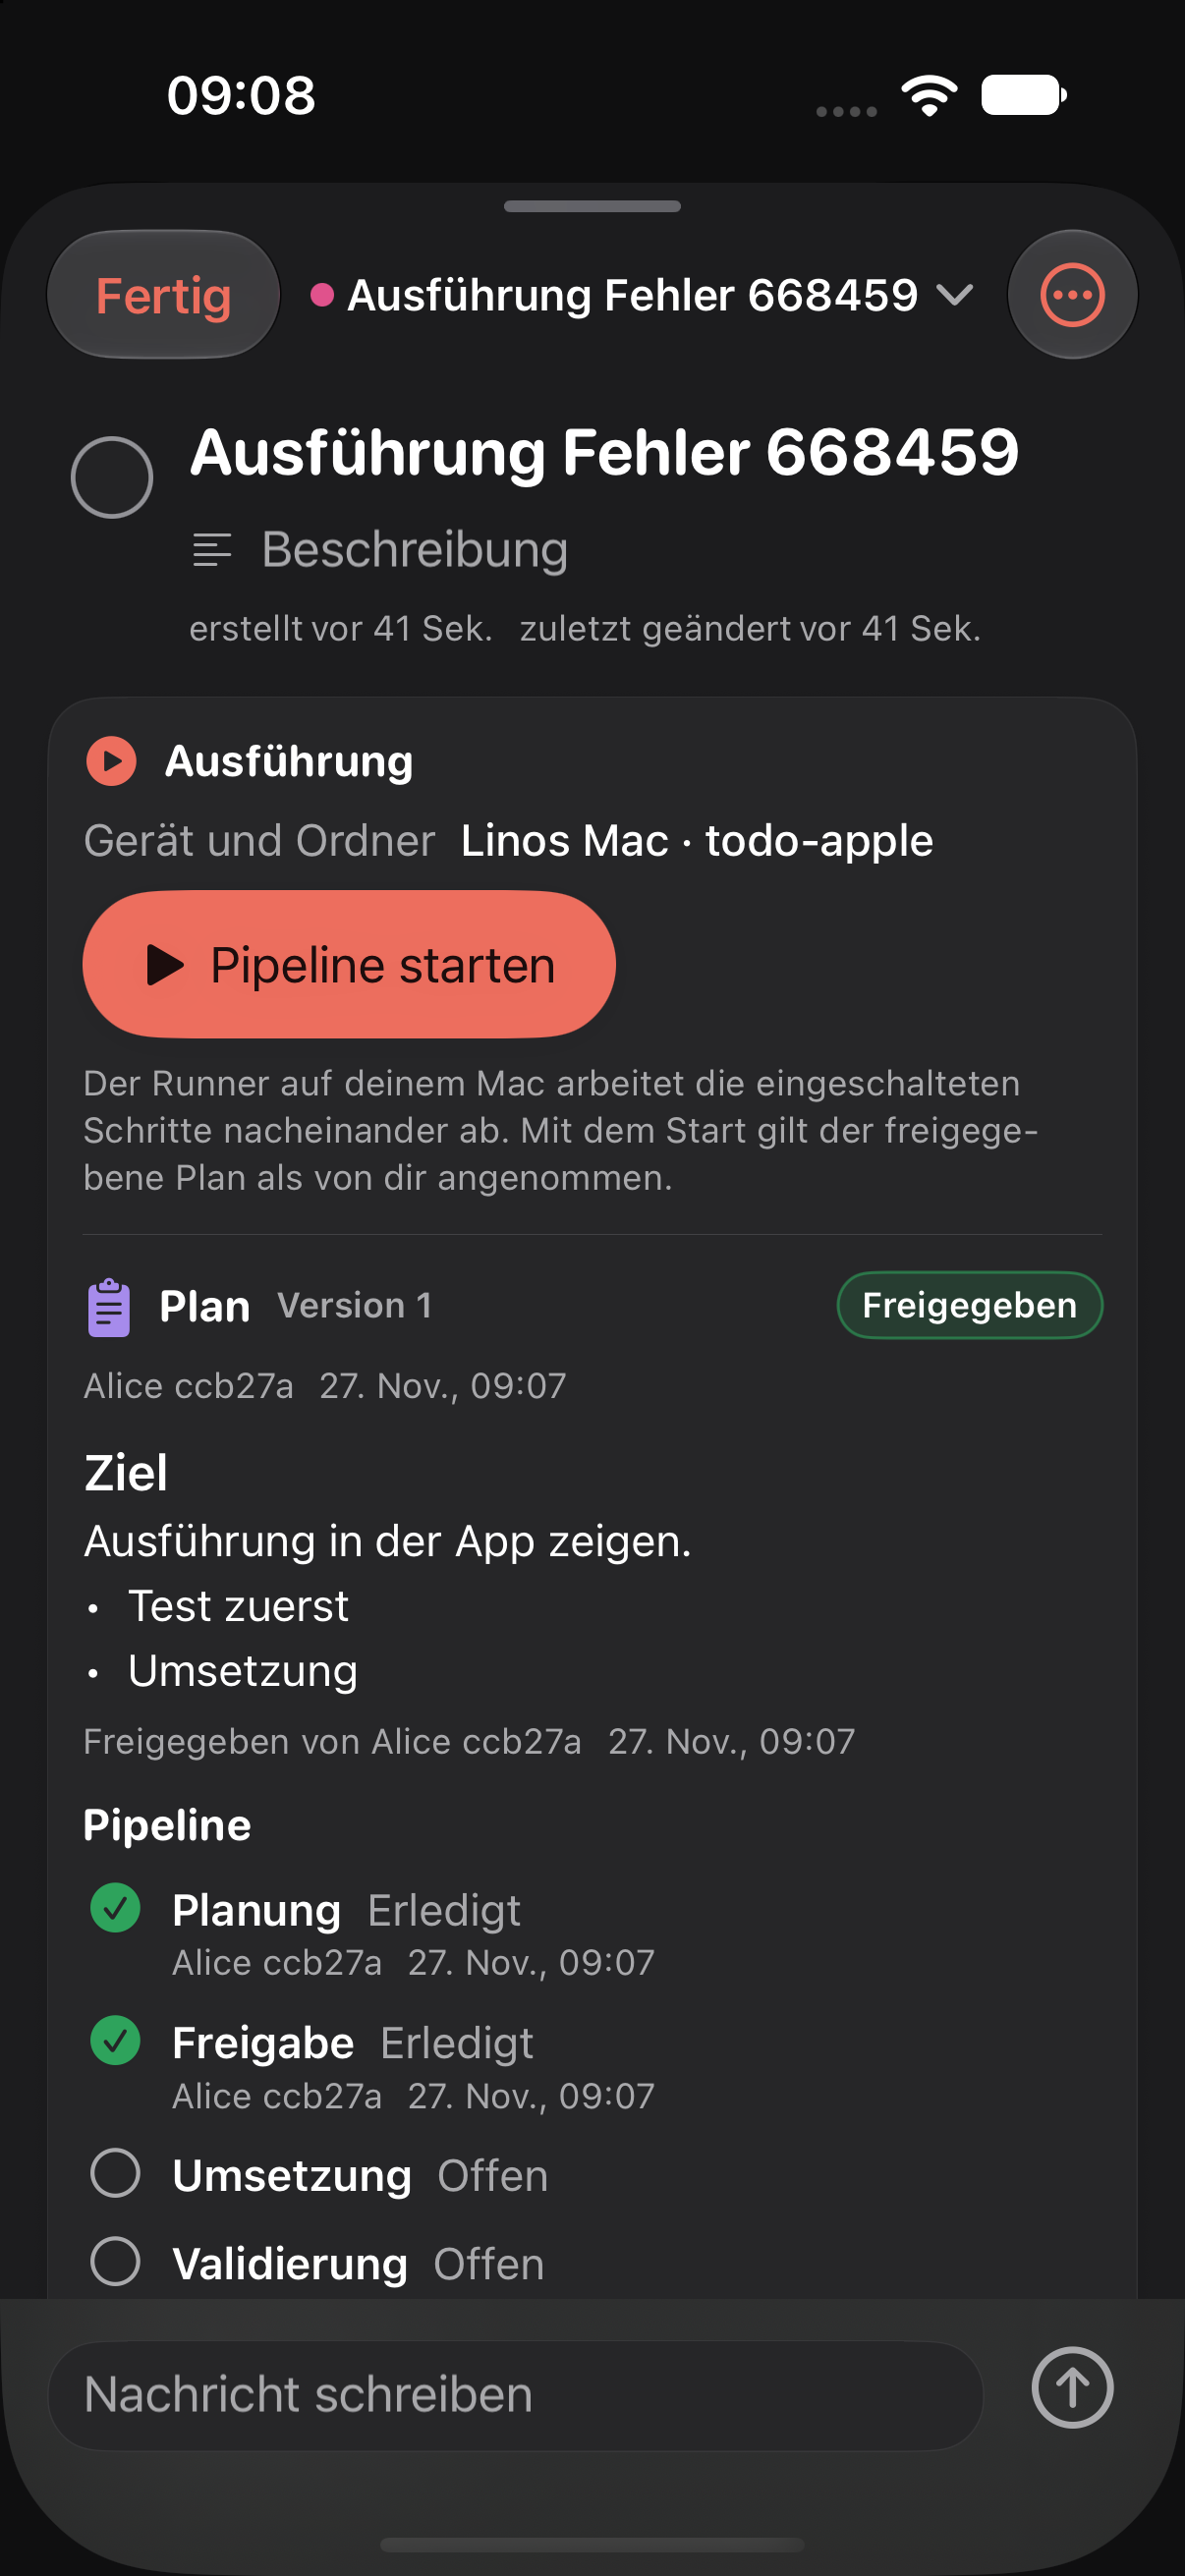 09:08
Fertig
Ausführung Fehler 668459
Ausführung Fehler 668459
Beschreibung
erstellt vor 41 Sek. zuletzt geändert vor 41 Sek.
Ausführung
Gerät und Ordner Linos Mac · todo-apple
Pipeline starten
Der Runner auf deinem Mac arbeitet die eingeschalteten
Schritte nacheinander ab. Mit dem Start gilt der freigege-
bene Plan als von dir angenommen.
Plan Version 1 Freigegeben
Alice ccb27a 27. Nov., 09:07
Ziel
Ausführung in der App zeigen.
• Test zuerst
• Umsetzung
Freigegeben von Alice ccb27a 27. Nov., 09:07
Pipeline
Planung Erledigt
Alice ccb27a 27. Nov., 09:07
Freigabe Erledigt
Alice ccb27a 27. Nov., 09:07
Umsetzung Offen
Validierung Offen
Nachricht schreiben